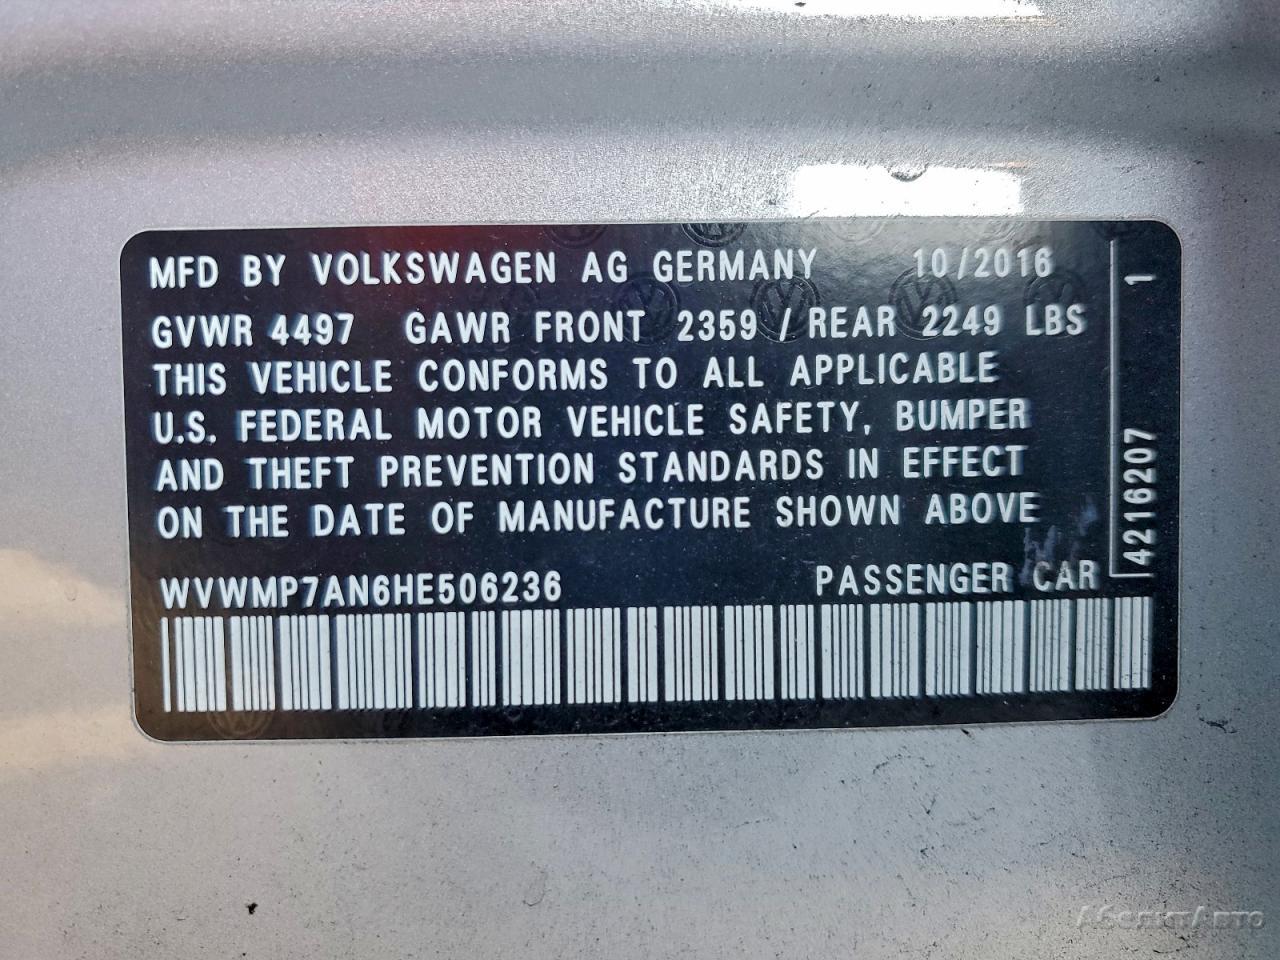 MFD BY VOLKSWAGEN AG GERMANY 10/2016
GVWR 4497 GAWR FRONT 2359 / REAR 2249 LBS
THIS VEHICLE CONFORMS TO ALL APPLICABLE
U.S. FEDERAL MOTOR VEHICLE SAFETY, BUMPER
AND THEFT PREVENTION STANDARDS IN EFFECT
ON THE DATE OF MANUFACTURE SHOWN ABOVE
WVWMP7AN6HE506236 PASSENGER CAR
4216207 1
АбсолютАвто